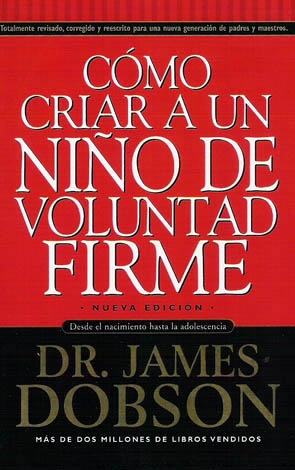 Totalmente revisado, corregido y reescrito para una nueva generación de padres y maestros.
CÓMO
CRIAR A UN
NIÑO DE
VOLUNTAD
FIRME
• NUEVA EDICIÓN •
Desde el nacimiento hasta la adolescencia
DR. JAMES
DOBSON
MÁS DE DOS MILLONES DE LIBROS VENDIDOS